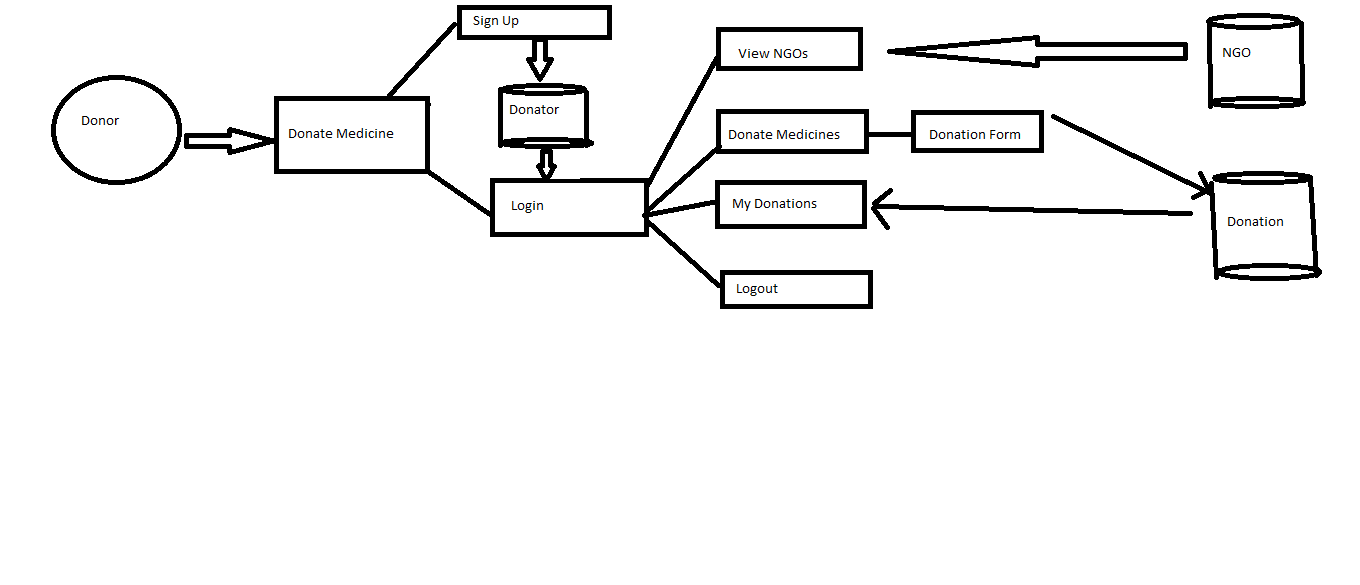 Sign Up
View NGOs
NGO
Donor
Donate Medicine
Donator
Donate Medicines
Donation Form
Login
My Donations
Donation
Logout